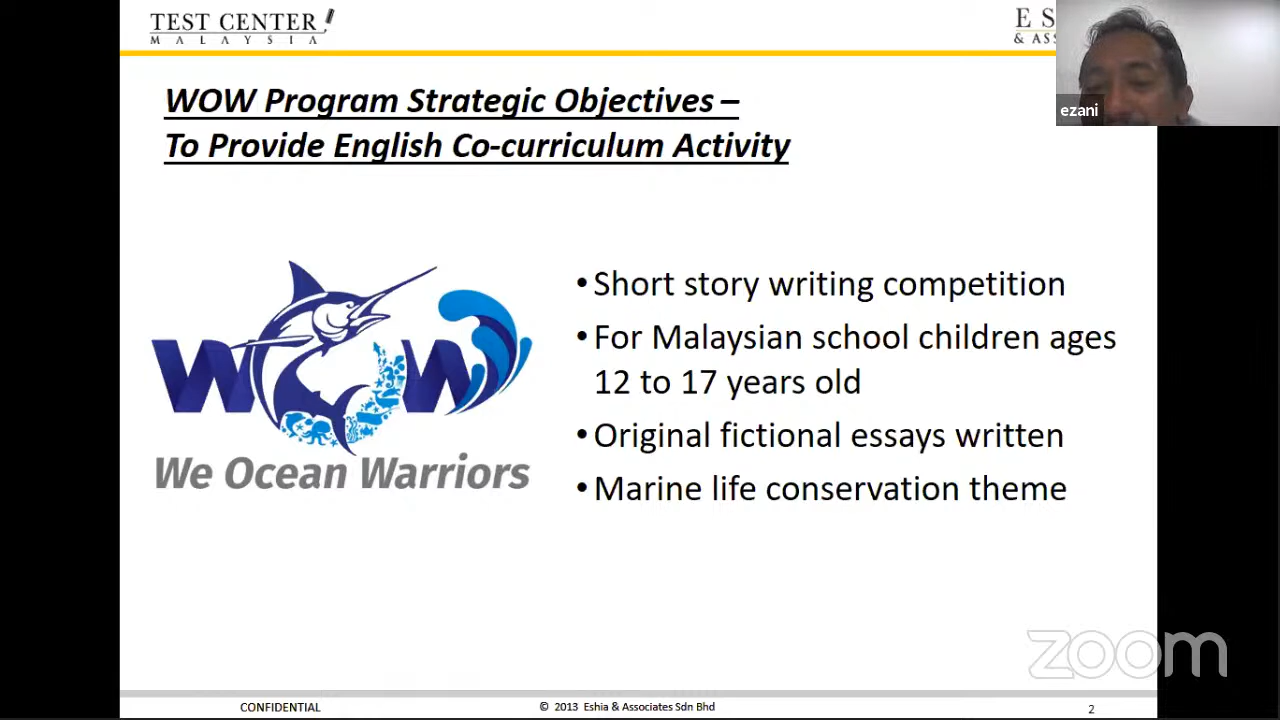 TEST CENTER
MALAYSIA
E S
& ASS
ezani
WOW Program Strategic Objectives –
To Provide English Co-curriculum Activity
WOW
We Ocean Warriors
• Short story writing competition
• For Malaysian school children ages
12 to 17 years old
• Original fictional essays written
• Marine life conservation theme
zoom
CONFIDENTIAL
© 2013 Eshia & Associates Sdn Bhd
2